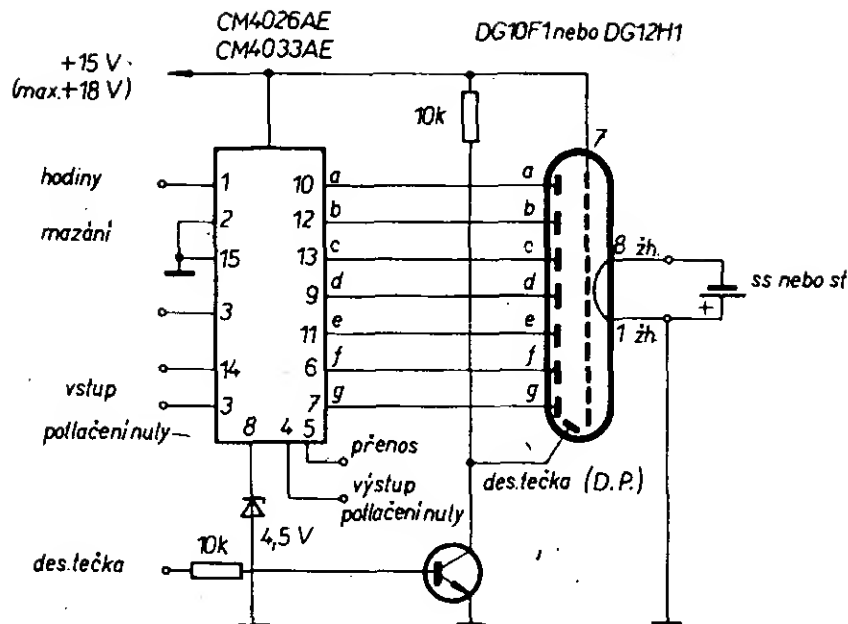 CM4026AE
CM4033AE
DG10F1 nebo DG12H1
+15 V
(max.+18 V)
10k
7
hodiny
1
10
a
a
2
12
b
b
mazání
15
13
c
c
8 žh.
9
d
d
ss nebo st
3
11
e
e
+
1 žh.
14
6
f
f
vstup
3
7
g
g
potlačení nuly
8
4
5
přenos
des.tečka (D.P.)
výstup
potlačení nuly
4,5 V
10k
des.tečka